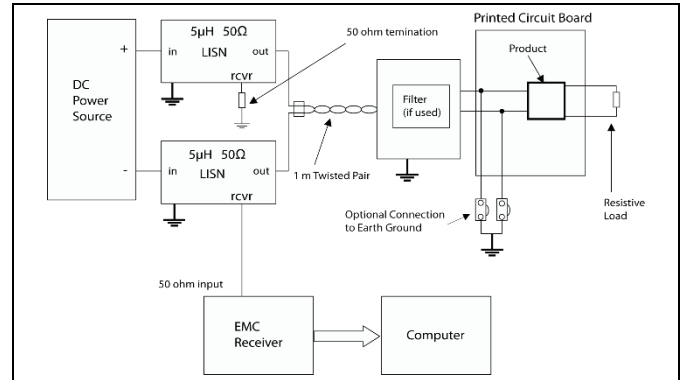 Printed Circuit Board
5µH 50Ω
LISN
in
out
rcvr
+
50 ohm temination
Product
DC
Power
Source
Filter
(if used)
5µH 50Ω
LISN
-
in
out
rcvr
1 m Twisted Pair
Optional Connection
to Earth Ground
Resistive
Load
50 ohm input
EMC
Receiver
Computer